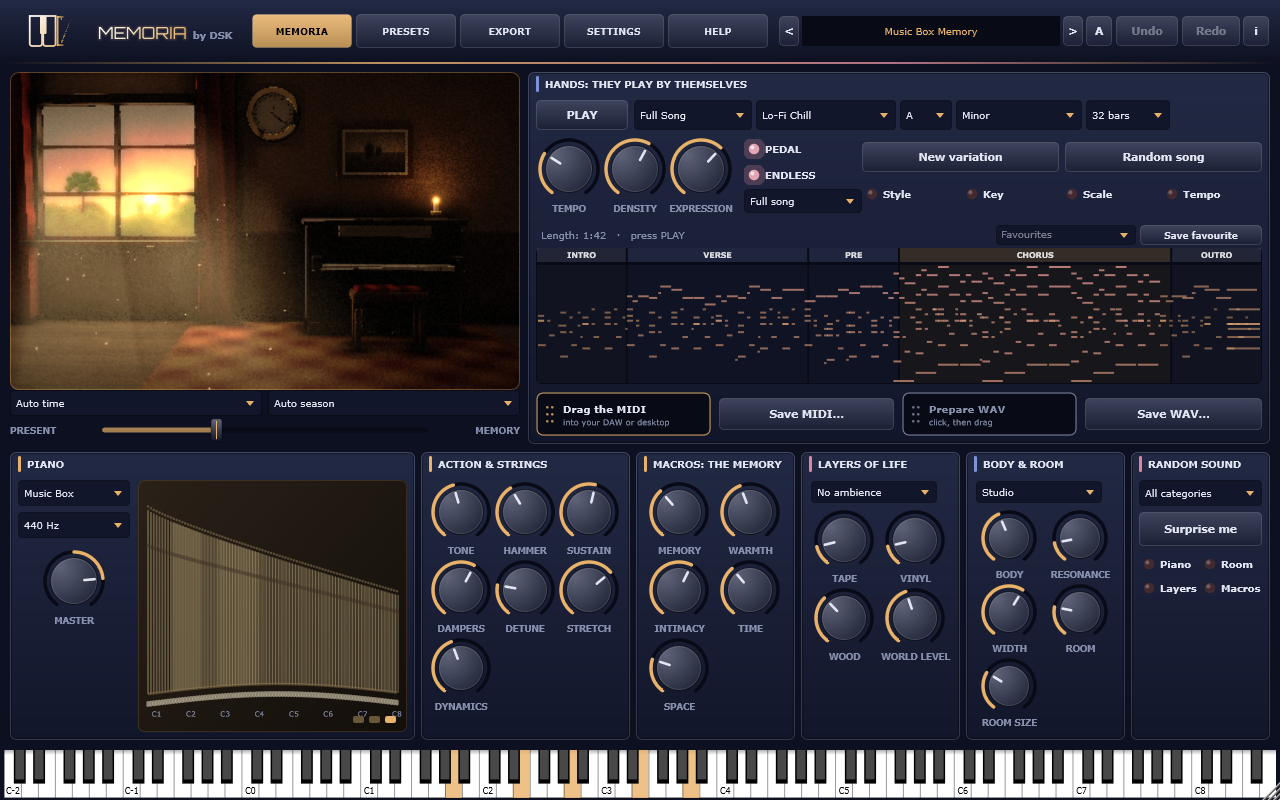 MEMORIA by DSK
MEMORIA PRESETS EXPORT SETTINGS HELP < Music Box Memory > A Undo Redo i
HANDS: THEY PLAY BY THEMSELVES
PLAY Full Song Lo-Fi Chill A Minor 32 bars
TEMPO DENSITY EXPRESSION
PEDAL
ENDLESS
Full song
New variation Random song
Style Key Scale Tempo
Length: 1:42 · press PLAY Favourites Save favourite
INTRO VERSE PRE CHORUS OUTRO
Drag the MIDI
into your DAW or desktop
Save MIDI...
Prepare WAV
click, then drag
Save WAV...
Auto time Auto season
PRESENT MEMORY
PIANO
Music Box
440 Hz
MASTER
C1 C2 C3 C4 C5 C6 C7 C8
ACTION & STRINGS
TONE HAMMER SUSTAIN
DAMPERS DETUNE STRETCH
DYNAMICS
MACROS: THE MEMORY
MEMORY WARMTH
INTIMACY TIME
SPACE
LAYERS OF LIFE
No ambience
TAPE VINYL
WOOD WORLD LEVEL
BODY & ROOM
Studio
BODY RESONANCE
WIDTH ROOM
ROOM SIZE
RANDOM SOUND
All categories
Surprise me
Piano Room
Layers Macros
C-2 C-1 C0 C1 C2 C3 C4 C5 C6 C7 C8